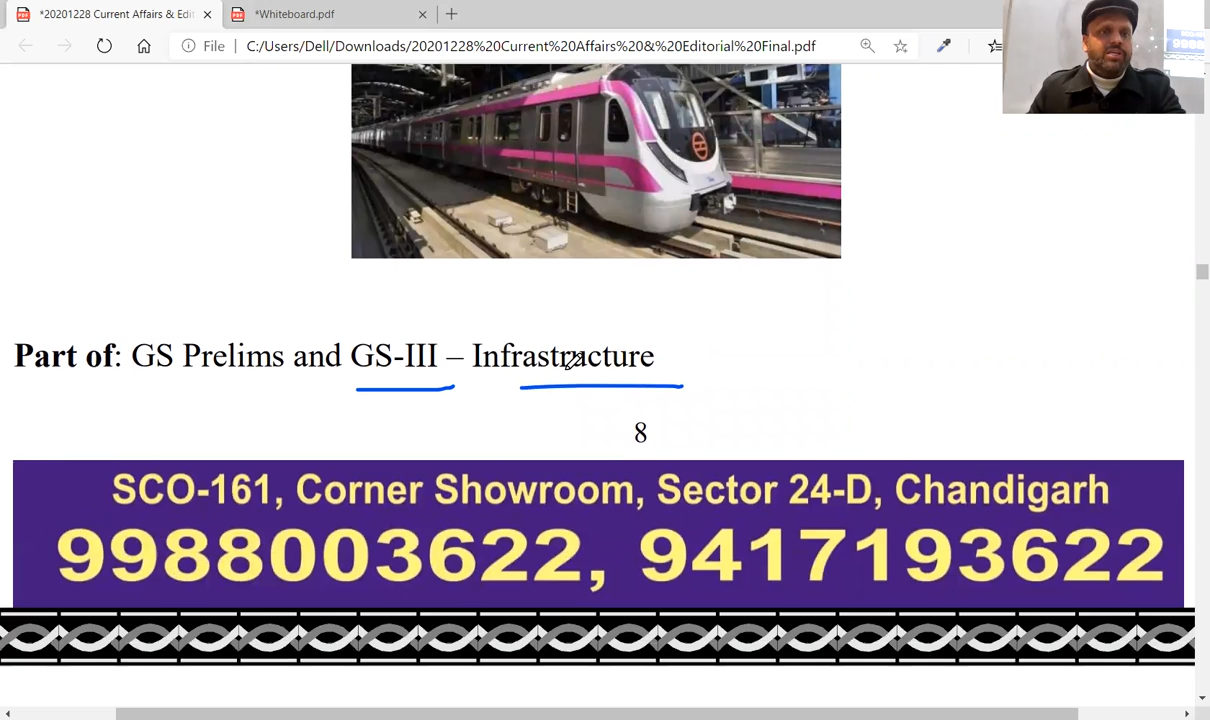 *20201228 Current Affairs & Edit
*Whiteboard.pdf
File
C:/Users/Dell/Downloads/20201228%20Current%20Affairs%20&%20Editorial%20Final.pdf
Part of: GS Prelims and GS-III – Infrastructure
8
SCO-161, Corner Showroom, Sector 24-D, Chandigarh
9988003622, 9417193622